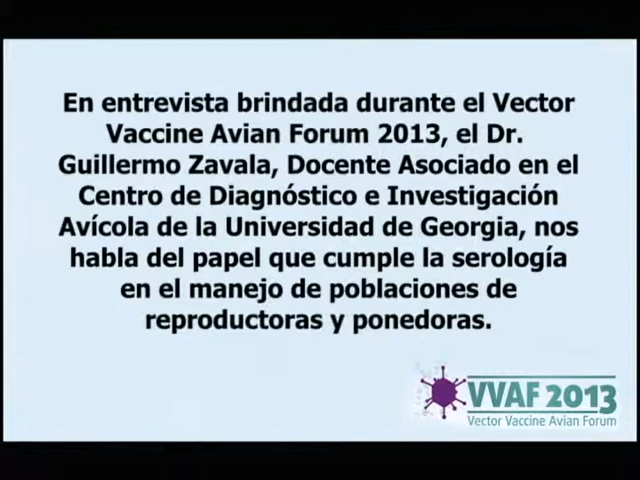 En entrevista brindada durante el Vector
Vaccine Avian Forum 2013, el Dr.
Guillermo Zavala, Docente Asociado en el
Centro de Diagnóstico e Investigación
Avícola de la Universidad de Georgia, nos
habla del papel que cumple la serología
en el manejo de poblaciones de
reproductoras y ponedoras.
VVAF 2013
Vector Vaccine Avian Forum